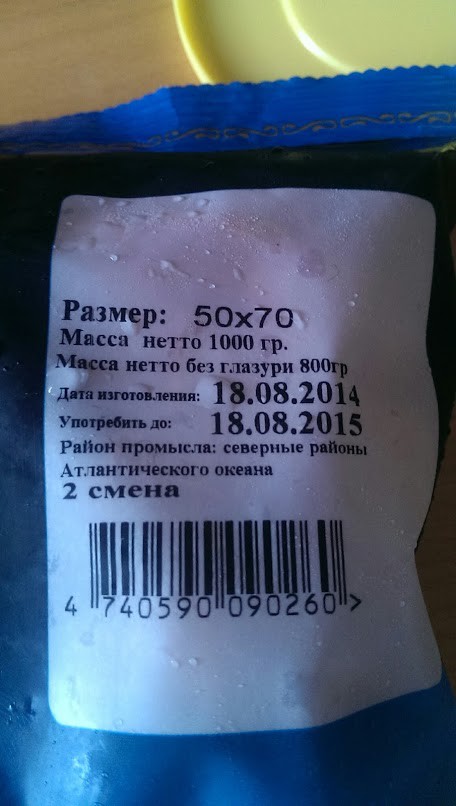 Размер: 50x70
Масса нетто 1000 гр.
Масса нетто без глазури 800гр
Дата изготовления: 18.08.2014
Употребить до: 18.08.2015
Район промысла: северные районы
Атлантического океана
2 смена
4 740590 090260 >